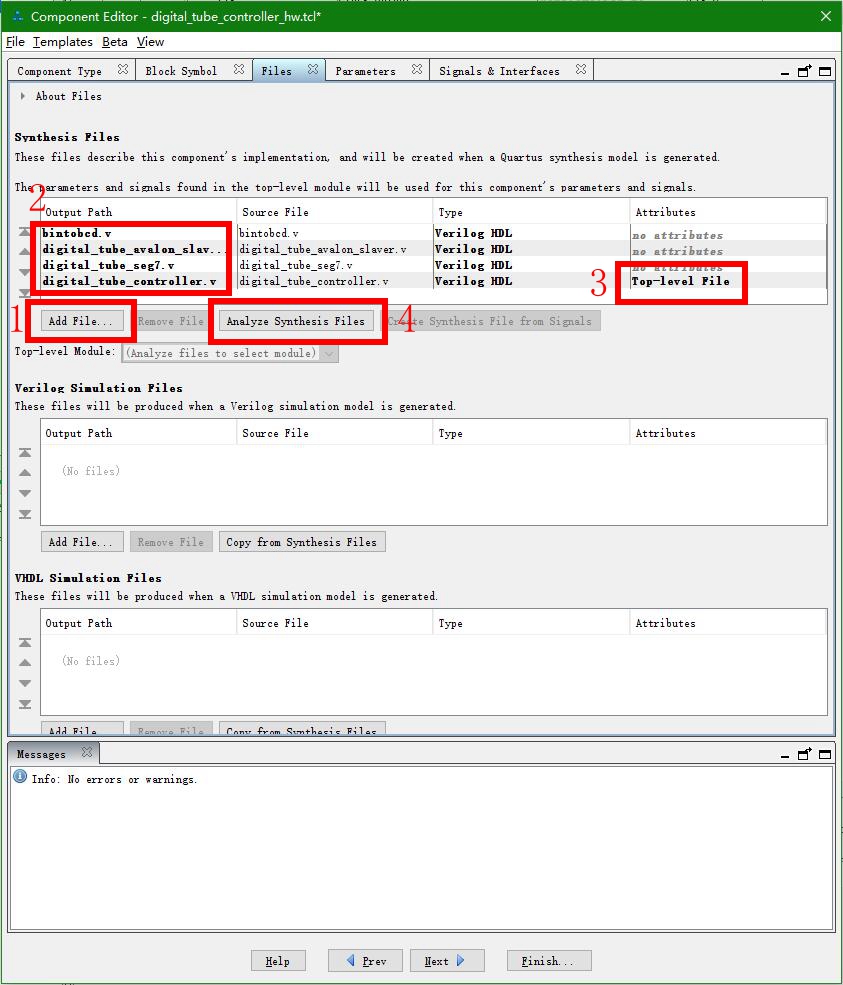 Component Editor - digital_tube_controller_hw.tcl*
File Templates Beta View
Component Type Block Symbol Files Parameters Signals & Interfaces
About Files
Synthesis Files
These files describe this component's implementation, and will be created when a Quartus synthesis model is generated.
The parameters and signals found in the top-level module will be used for this component's parameters and signals.
2
Output Path Source File Type Attributes
bintobcd.v bintobcd.v Verilog HDL no attributes
digital_tube_avalon_slav... digital_tube_avalon_slaver.v Verilog HDL no attributes
digital_tube_seg7.v digital_tube_seg7.v Verilog HDL no attributes
digital_tube_controller.v digital_tube_controller.v Verilog HDL Top-level File
3
1 Add File... Remove File Analyze Synthesis Files 4 Create Synthesis File from Signals
Top-level Module: (Analyze files to select module)
Verilog Simulation Files
These files will be produced when a Verilog simulation model is generated.
Output Path Source File Type Attributes
(No files)
Add File... Remove File Copy from Synthesis Files
VHDL Simulation Files
These files will be produced when a VHDL simulation model is generated.
Output Path Source File Type Attributes
(No files)
Add File... Remove File Copy from Synthesis Files
Messages
Info: No errors or warnings.
Help Prev Next Finish...